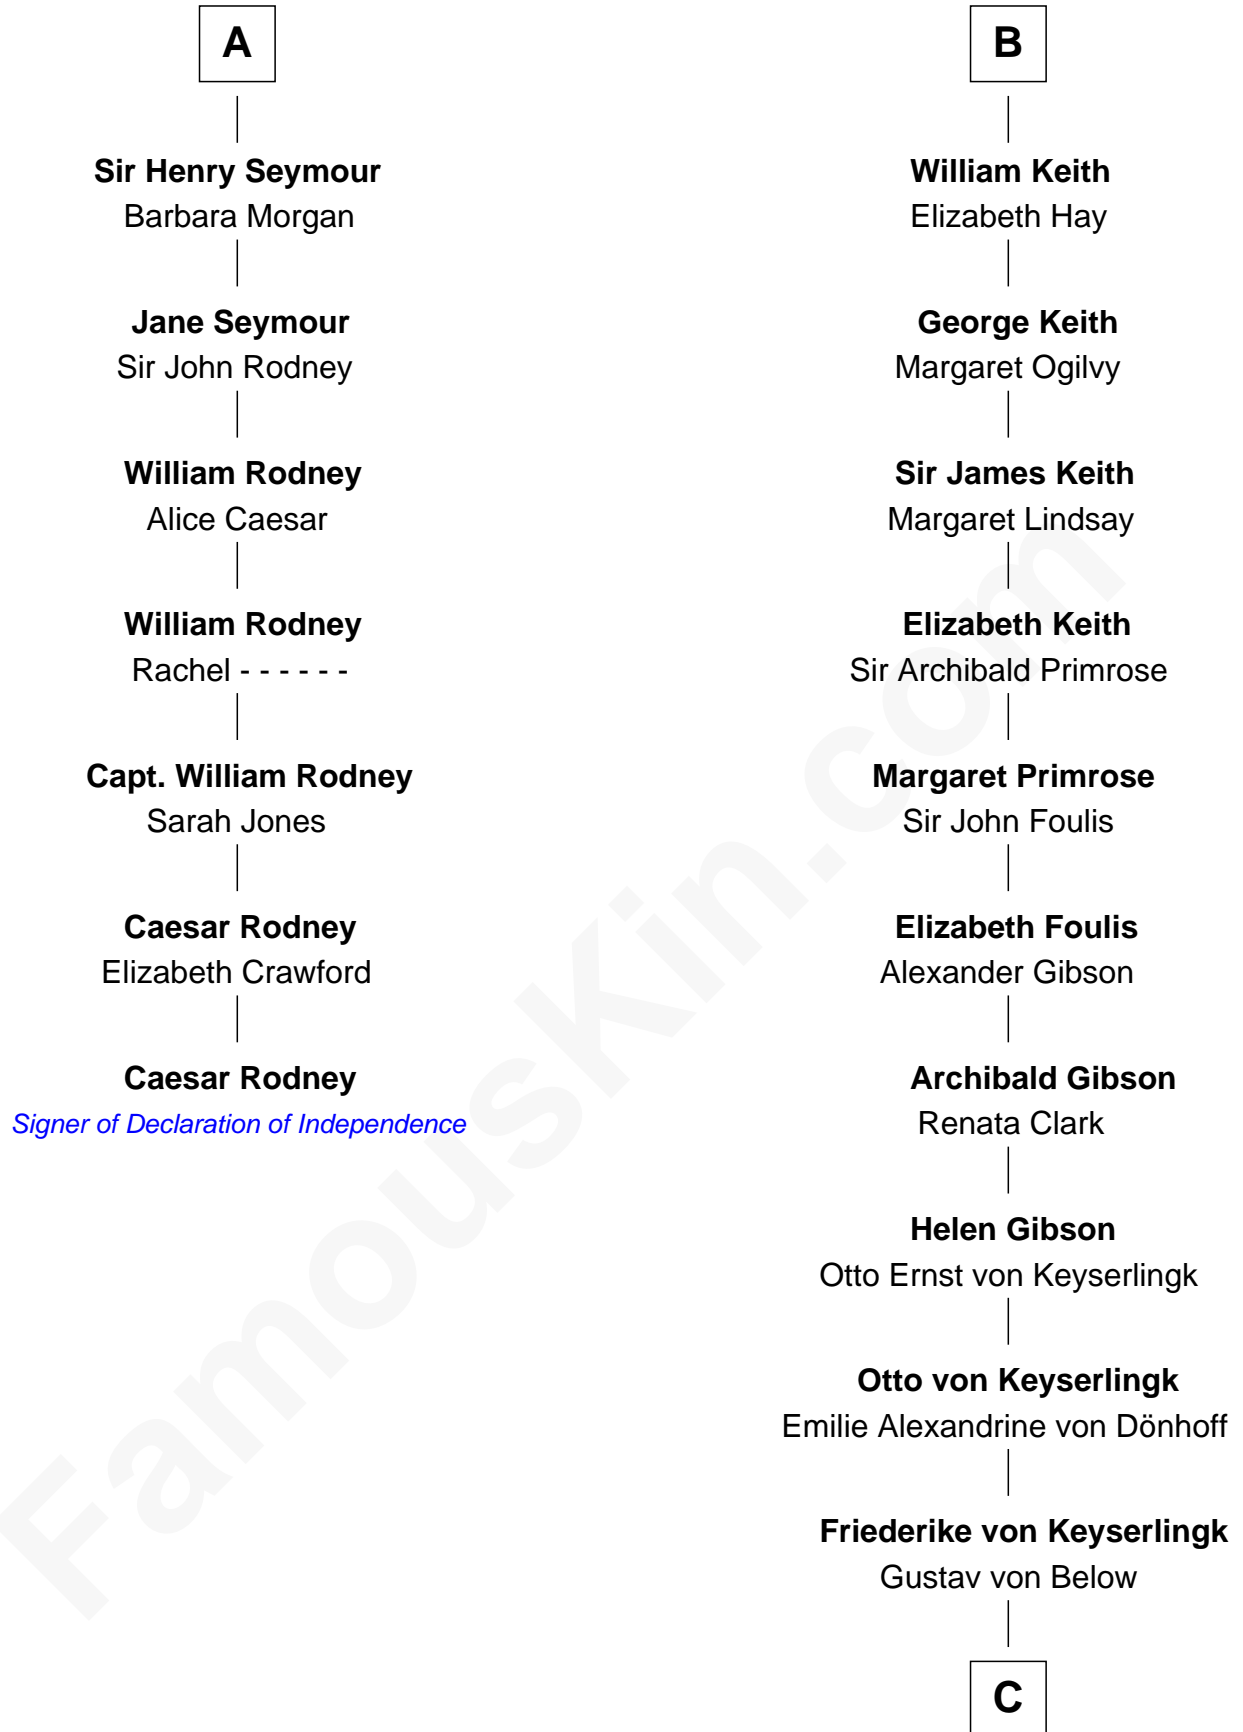 A
Sir Henry Seymour
Barbara Morgan
Jane Seymour
Sir John Rodney
William Rodney
Alice Caesar
William Rodney
Rachel - - - - - -
Capt. William Rodney
Sarah Jones
Caesar Rodney
Elizabeth Crawford
Caesar Rodney
Signer of Declaration of Independence
B
William Keith
Elizabeth Hay
George Keith
Margaret Ogilvy
Sir James Keith
Margaret Lindsay
Elizabeth Keith
Sir Archibald Primrose
Margaret Primrose
Sir John Foulis
Elizabeth Foulis
Alexander Gibson
Archibald Gibson
Renata Clark
Helen Gibson
Otto Ernst von Keyserlingk
Otto von Keyserlingk
Emilie Alexandrine von Dönhoff
Friederike von Keyserlingk
Gustav von Below
C
FamousKin.com